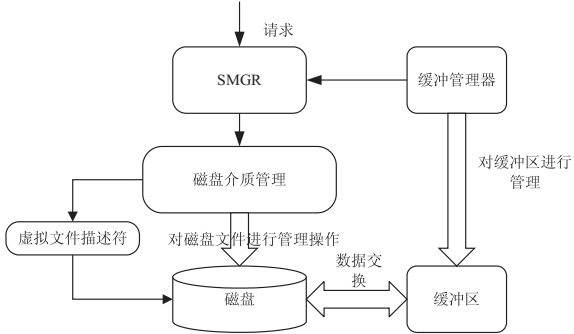 请求
SMGR
缓冲管理器
磁盘介质管理
对缓冲区进行
管理
虚拟文件描述符
对磁盘文件进行管理操作
数据交
换
磁盘
缓冲区